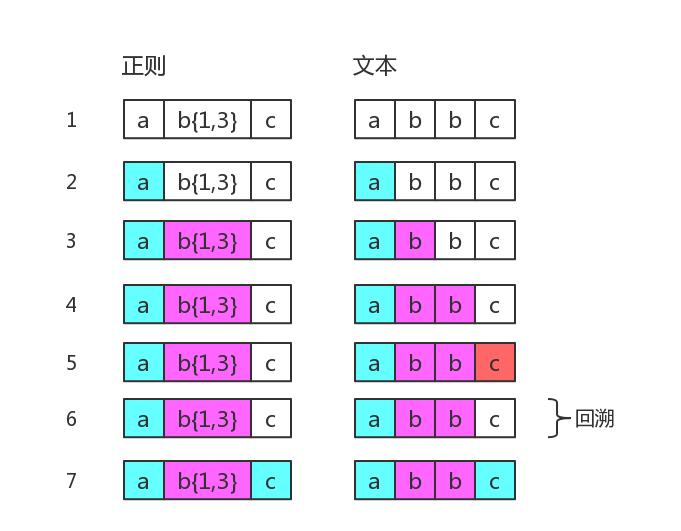 正则 文本
1 a b{1,3} c a b b c
2 a b{1,3} c a b b c
3 a b{1,3} c a b b c
4 a b{1,3} c a b b c
5 a b{1,3} c a b b c
6 a b{1,3} c a b b c 回溯
7 a b{1,3} c a b b c